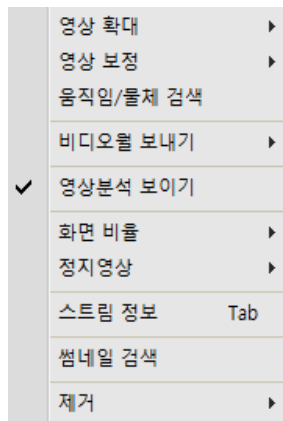 영상 확대
영상 보정
움직임/물체 검색
비디오월 보내기
영상분석 보이기
화면 비율
정지영상
스트림 정보 Tab
썸네일 검색
제거